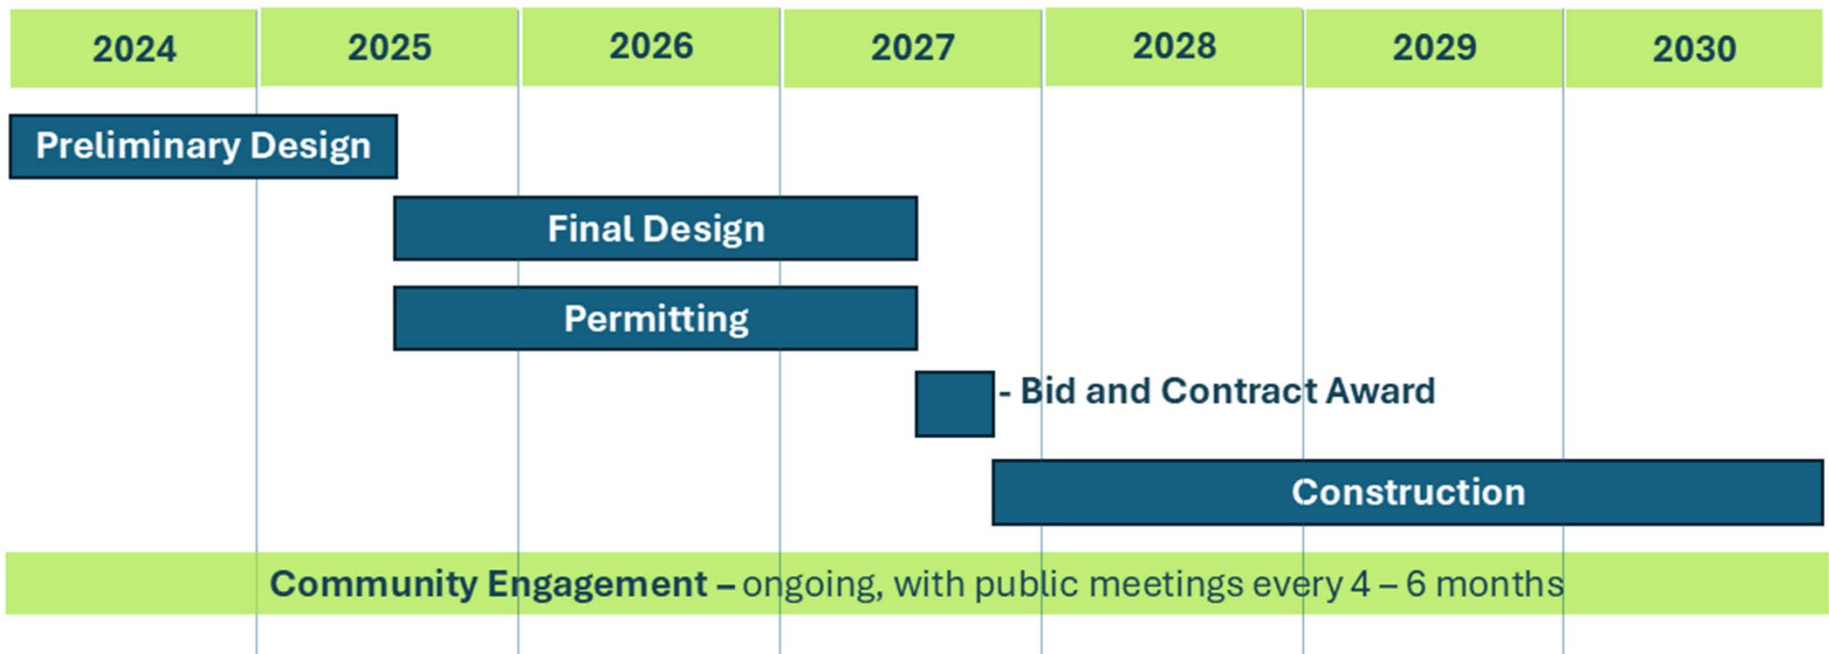 2024 2025 2026 2027 2028 2029 2030
Preliminary Design
Final Design
Permitting
- Bid and Contract Award
Construction
Community Engagement – ongoing, with public meetings every 4 – 6 months